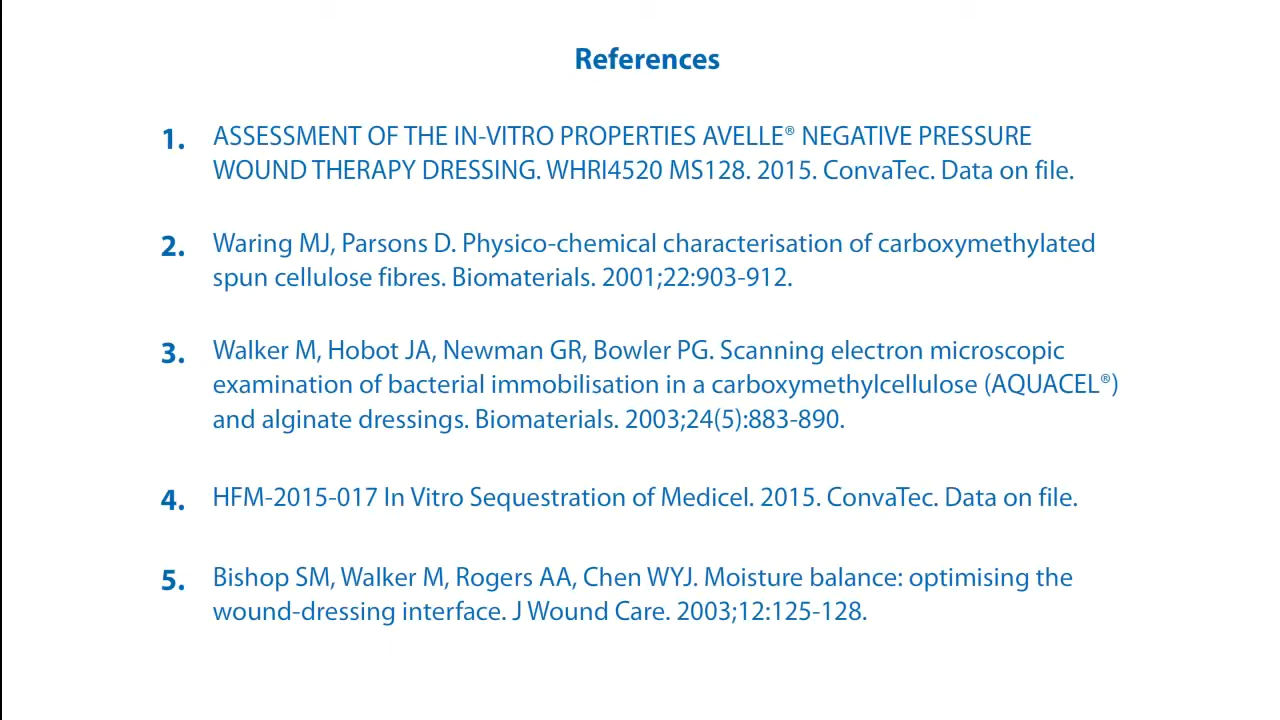 References
1. ASSESSMENT OF THE IN-VITRO PROPERTIES AVELLE® NEGATIVE PRESSURE
WOUND THERAPY DRESSING. WHRI4520 MS128. 2015. ConvaTec. Data on file.
2. Waring MJ, Parsons D. Physico-chemical characterisation of carboxymethylated
spun cellulose fibres. Biomaterials. 2001;22:903-912.
3. Walker M, Hobot JA, Newman GR, Bowler PG. Scanning electron microscopic
examination of bacterial immobilisation in a carboxymethylcellulose (AQUACEL®)
and alginate dressings. Biomaterials. 2003;24(5):883-890.
4. HFM-2015-017 In Vitro Sequestration of Medicel. 2015. ConvaTec. Data on file.
5. Bishop SM, Walker M, Rogers AA, Chen WYJ. Moisture balance: optimising the
wound-dressing interface. J Wound Care. 2003;12:125-128.